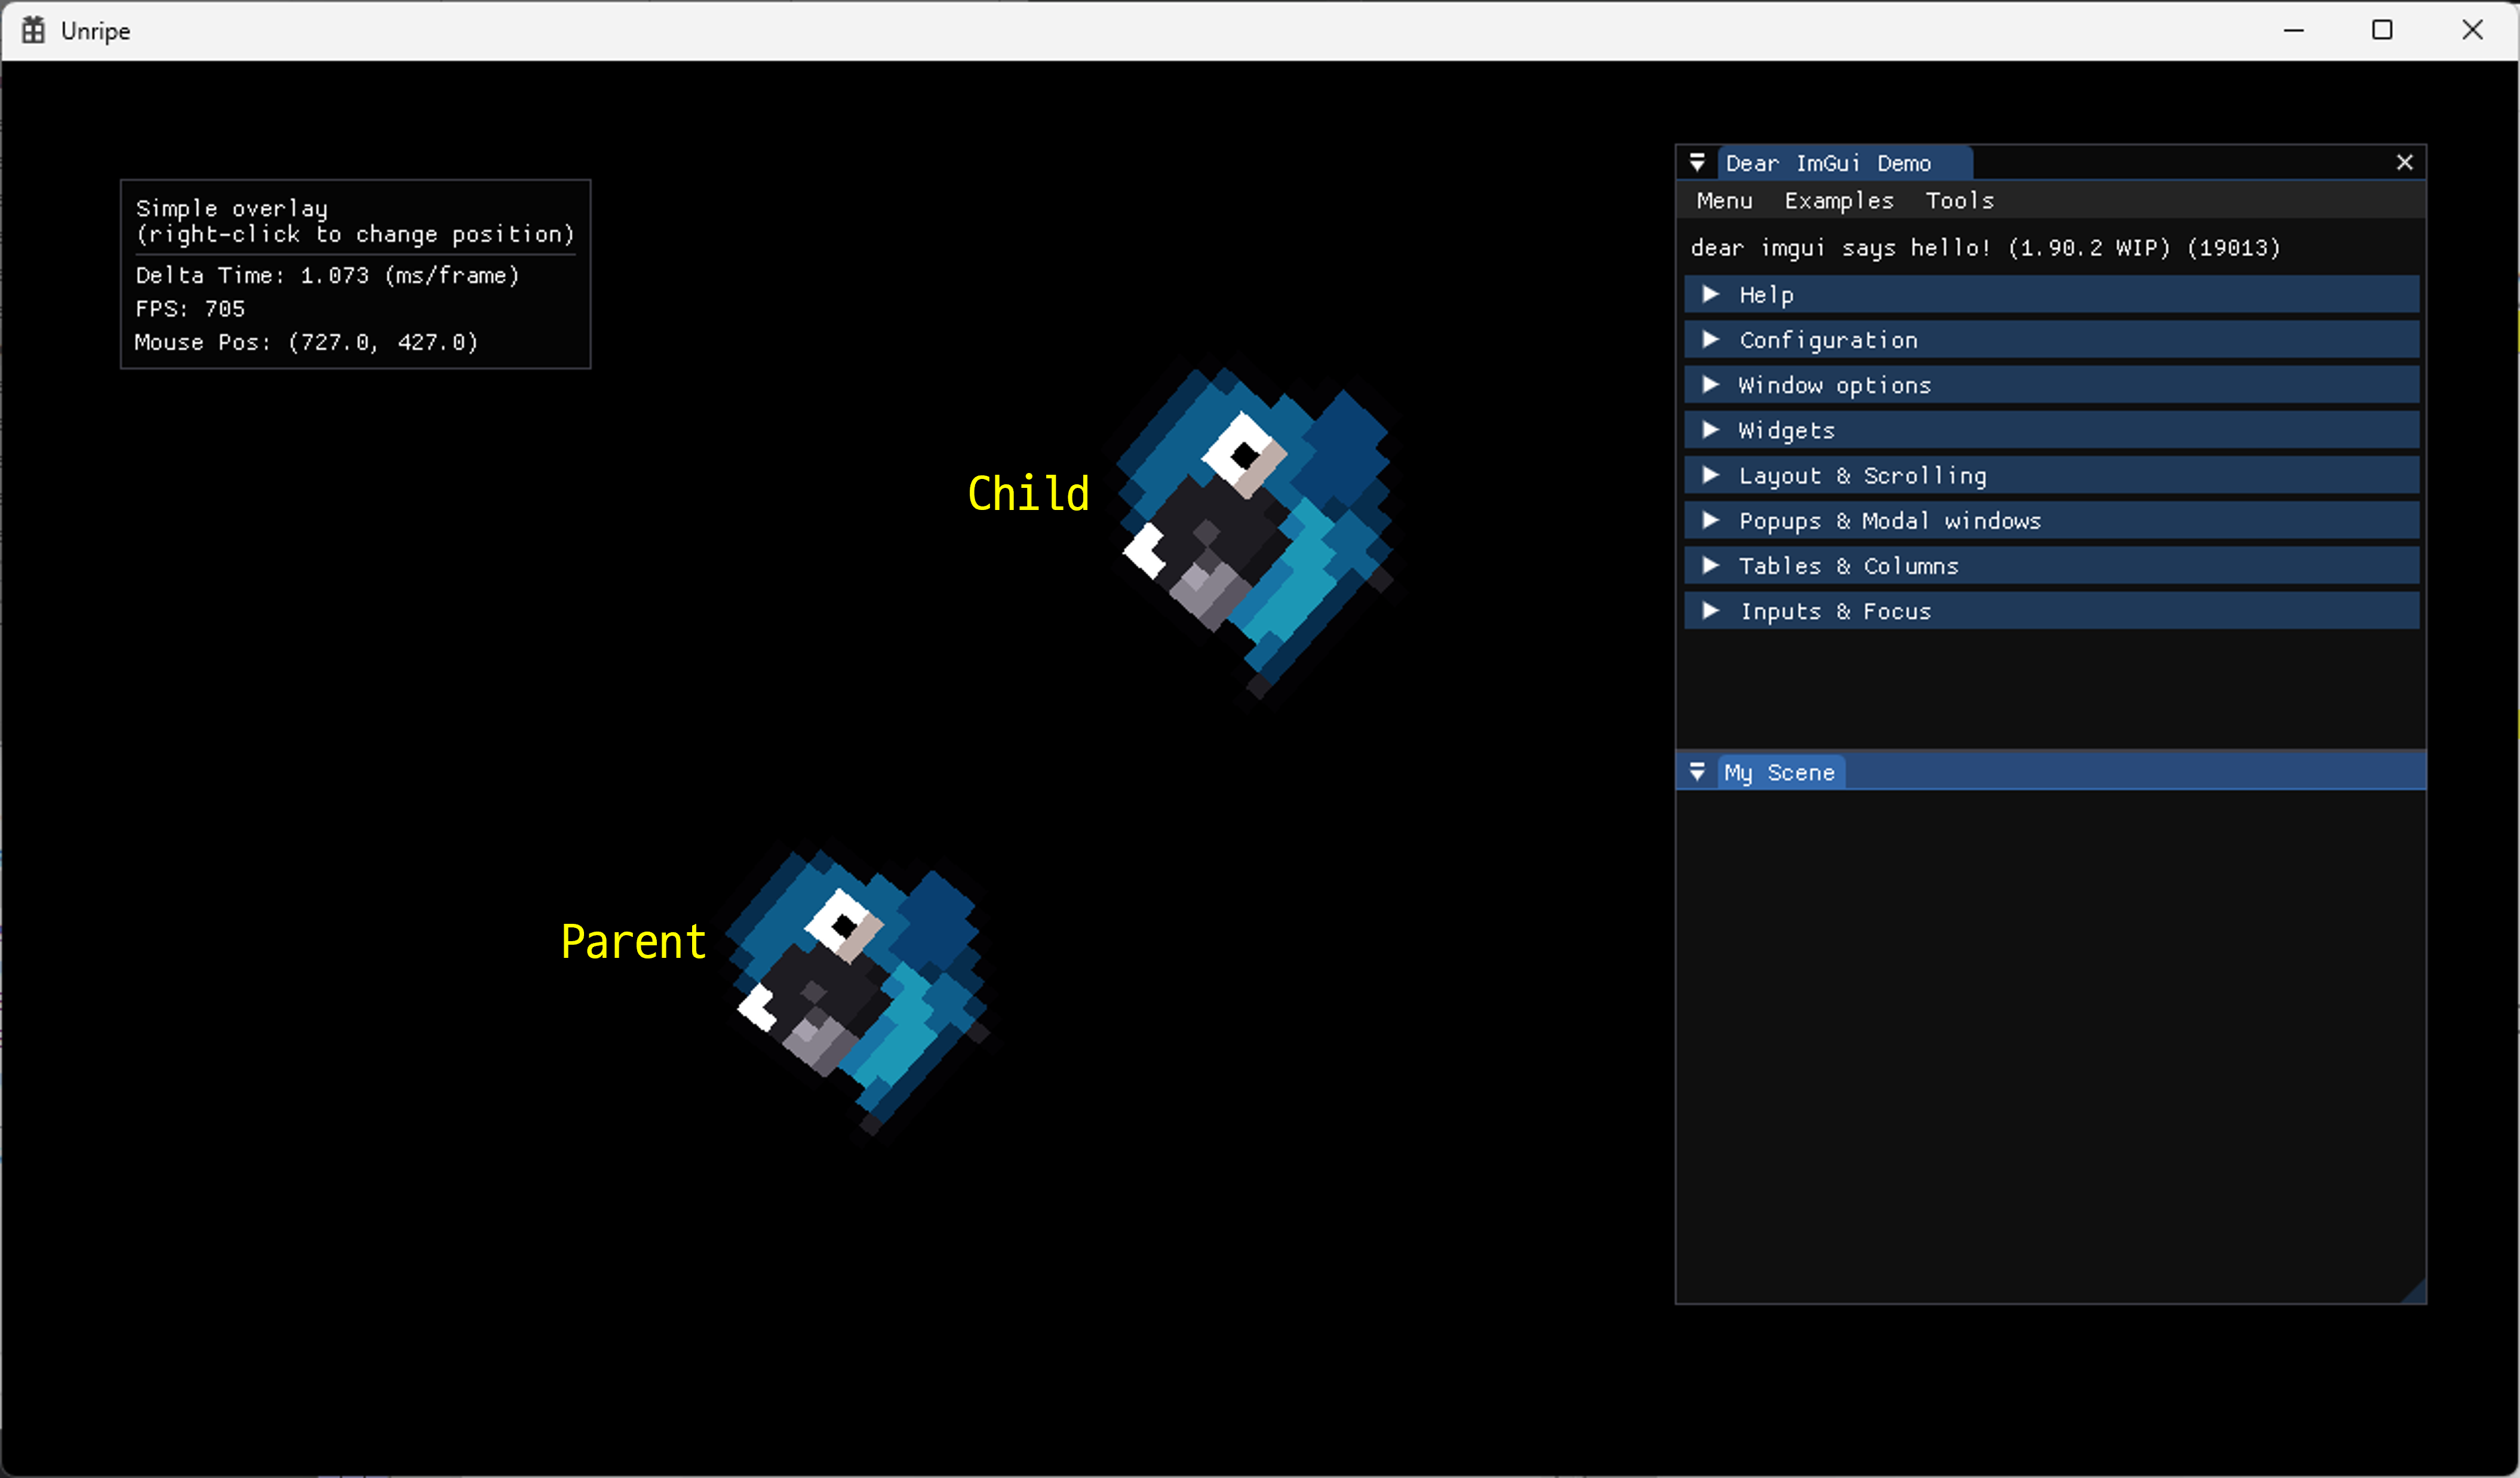 Unripe
Simple overlay
(right-click to change position)
Delta Time: 1.073 (ms/frame)
FPS: 705
Mouse Pos: (727.0, 427.0)
Child
Parent
Dear ImGui Demo
Menu Examples Tools
dear imgui says hello! (1.90.2 WIP) (19013)
Help
Configuration
Window options
Widgets
Layout & Scrolling
Popups & Modal windows
Tables & Columns
Inputs & Focus
My Scene